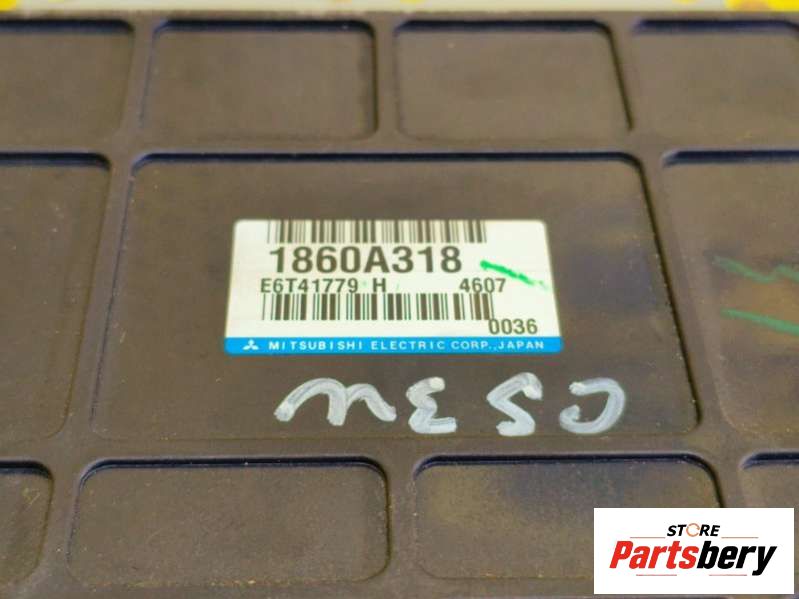 1860A318
E6T41779 H 4607
0036
MITSUBISHI ELECTRIC CORP., JAPAN
CS3W
STORE
Partsbery